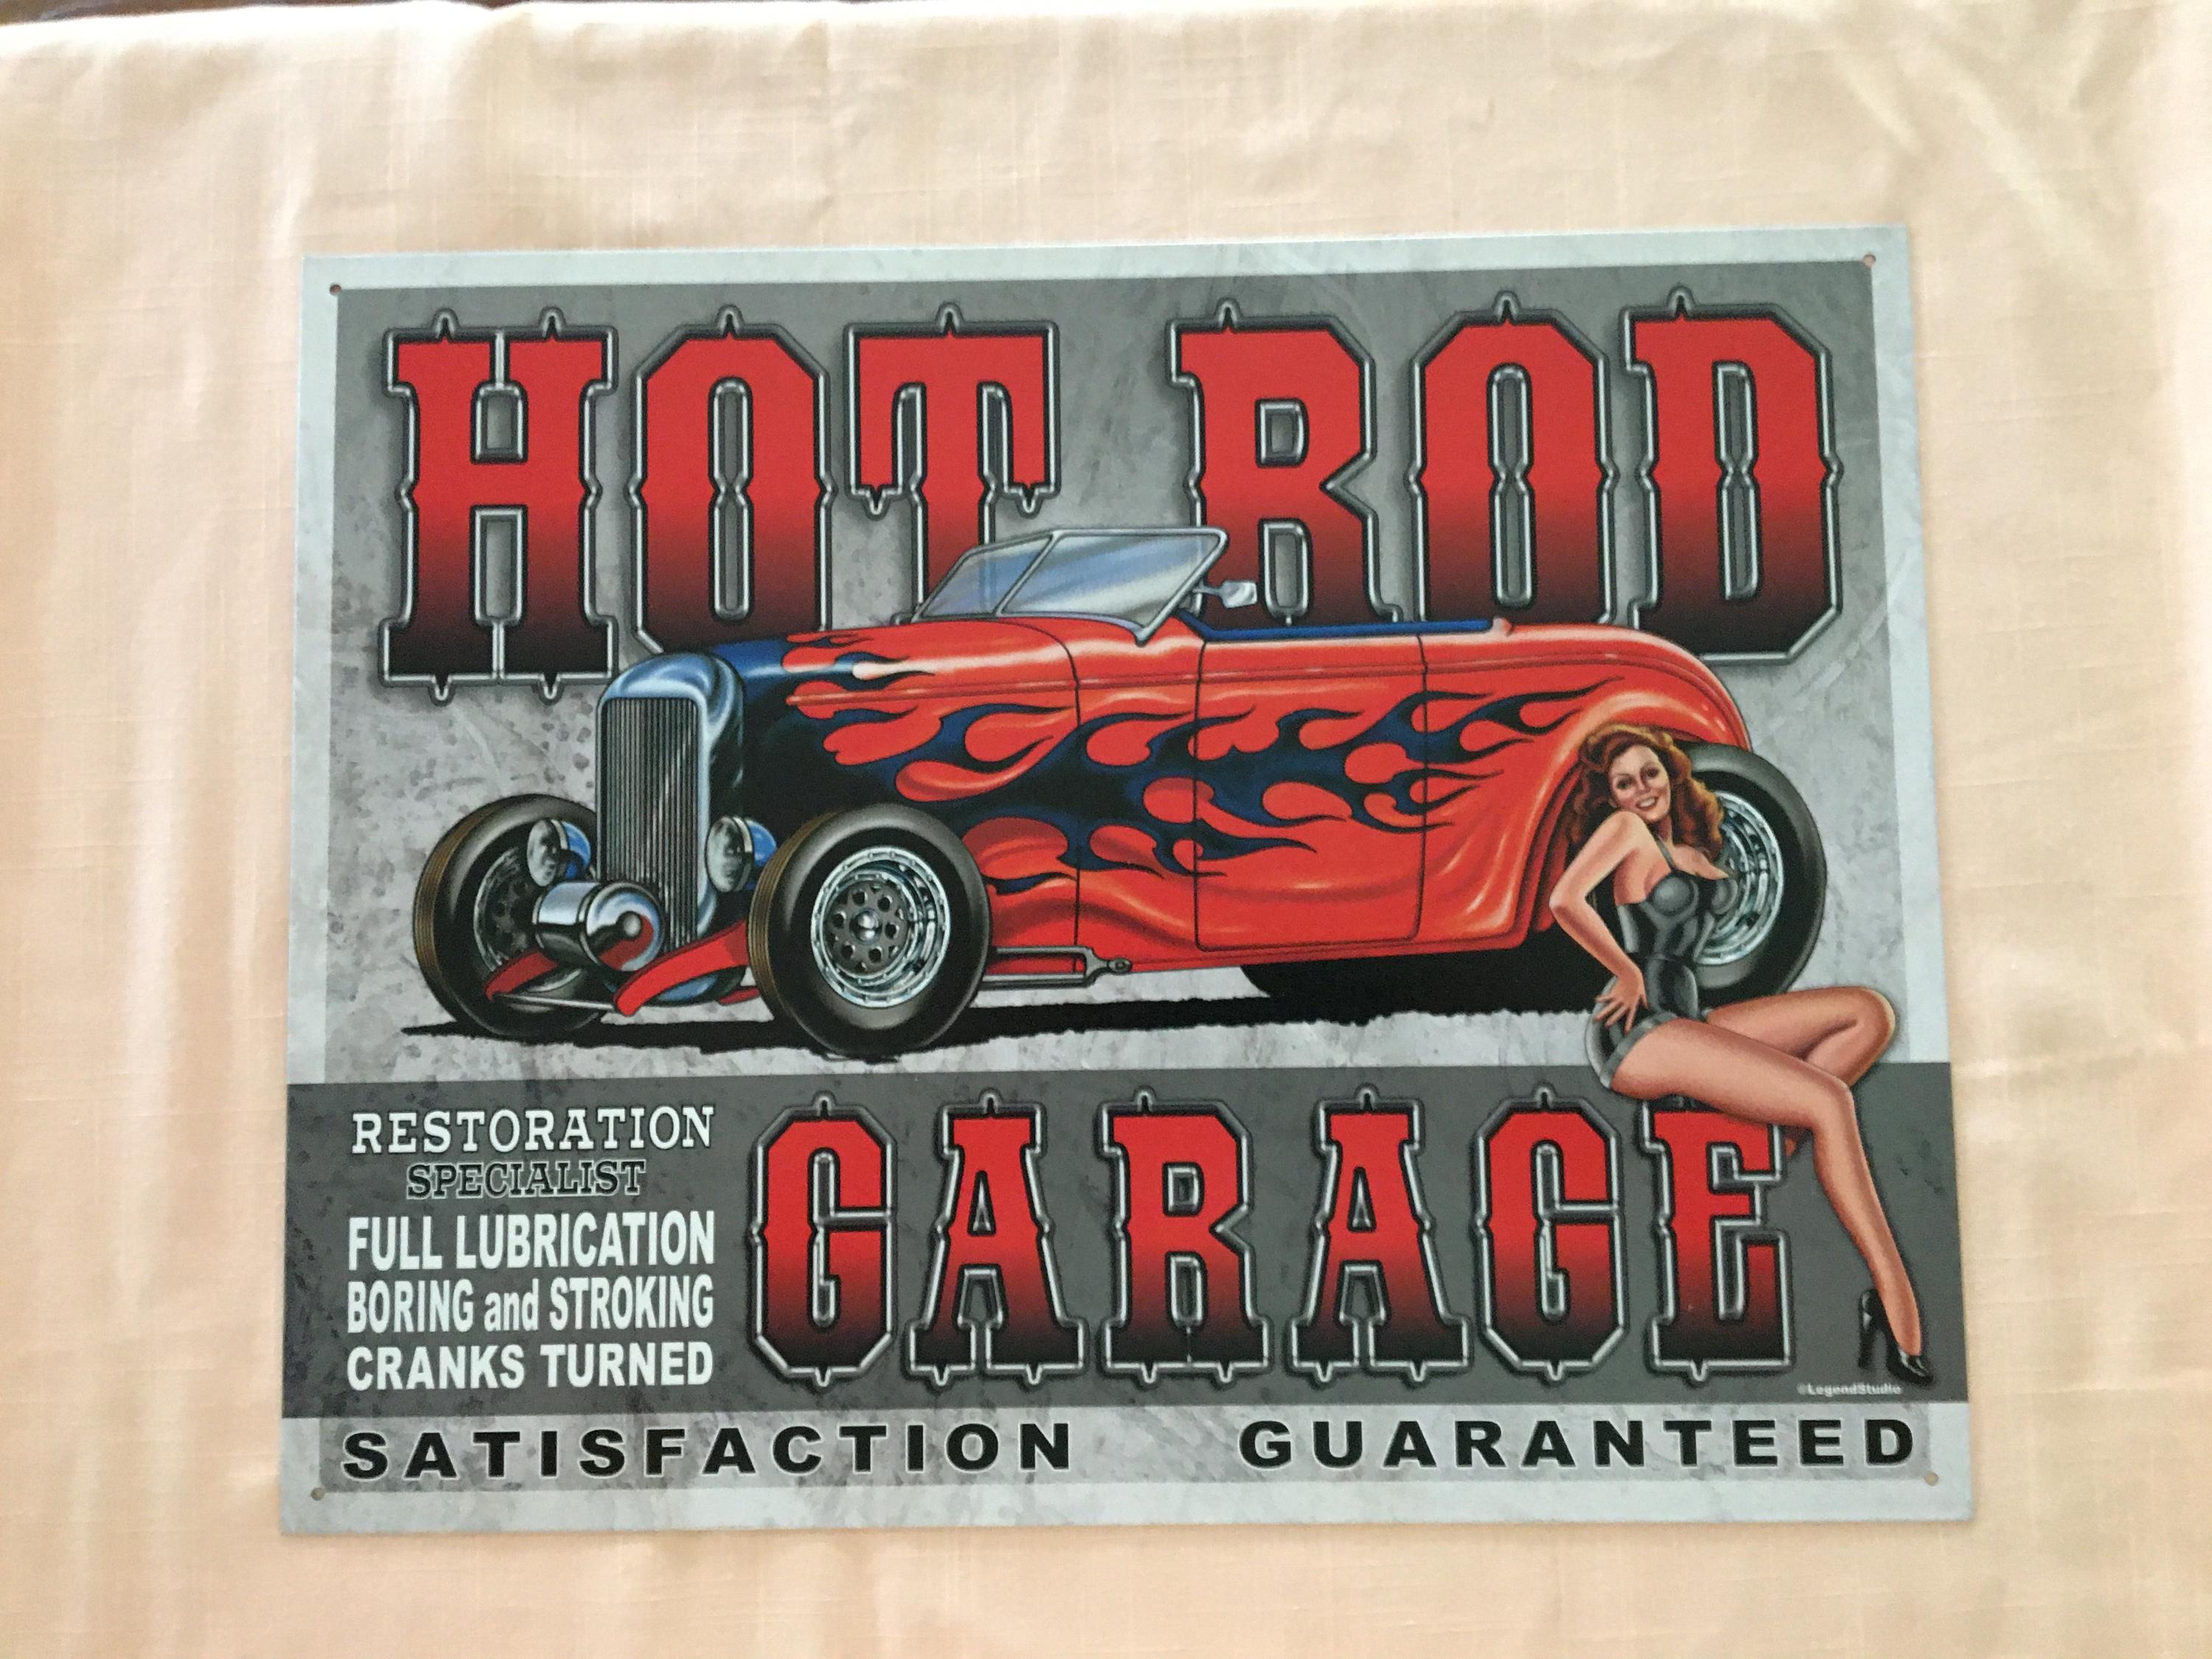 HOT ROD
GARAGE
RESTORATION
SPECIALIST
FULL LUBRICATION
BORING and STROKING
CRANKS TURNED
©LegendStudio
SATISFACTION GUARANTEED